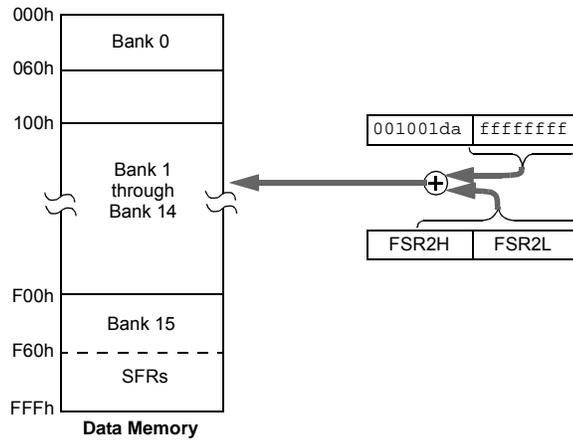 000h
Bank 0
060h
100h
001001da ffffffff
Bank 1
through
Bank 14
FSR2H FSR2L
F00h
Bank 15
F60h
SFRs
FFFh
Data Memory